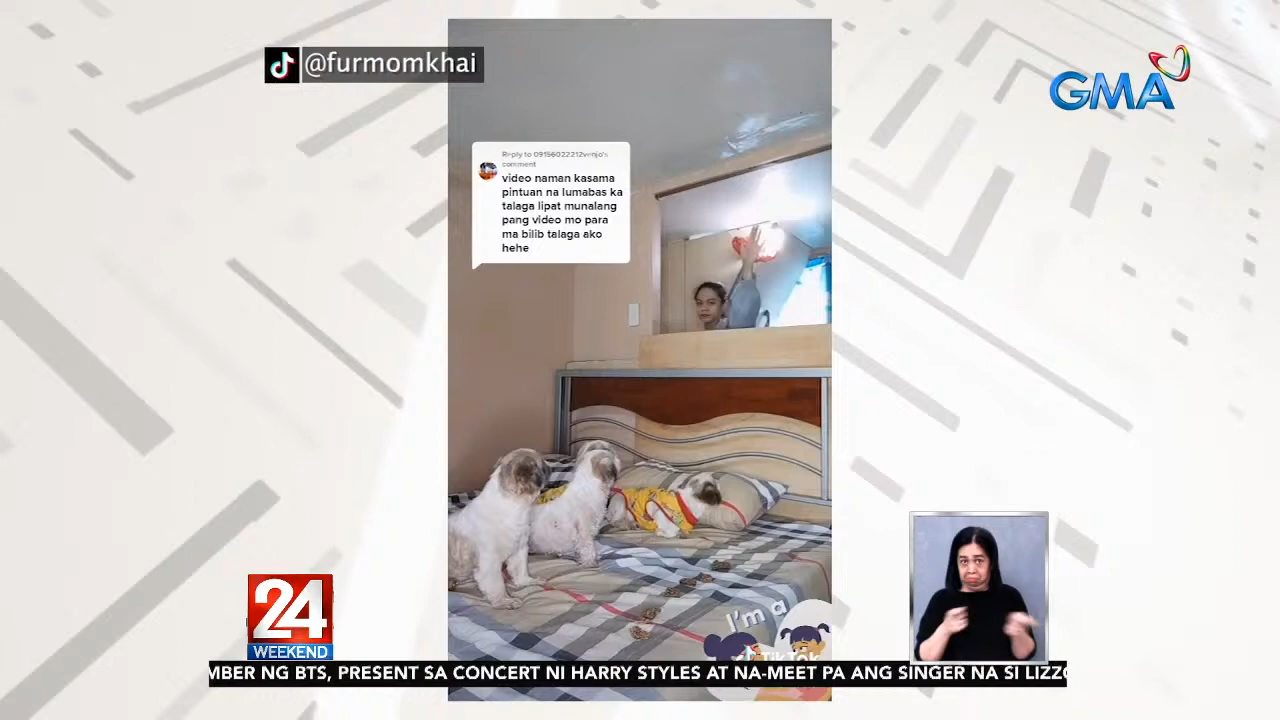 @furmomkhai
GMA
Reply to 09156022212venjo's
comment
video naman kasama
pintuan na lumabas ka
talaga lipat munalang
pang video mo para
ma bilib talaga ako
hehe
I'm a
TikTok
24
WEEKEND
MBER NG BTS, PRESENT SA CONCERT NI HARRY STYLES AT NA-MEET PA ANG SINGER NA SI LIZZO